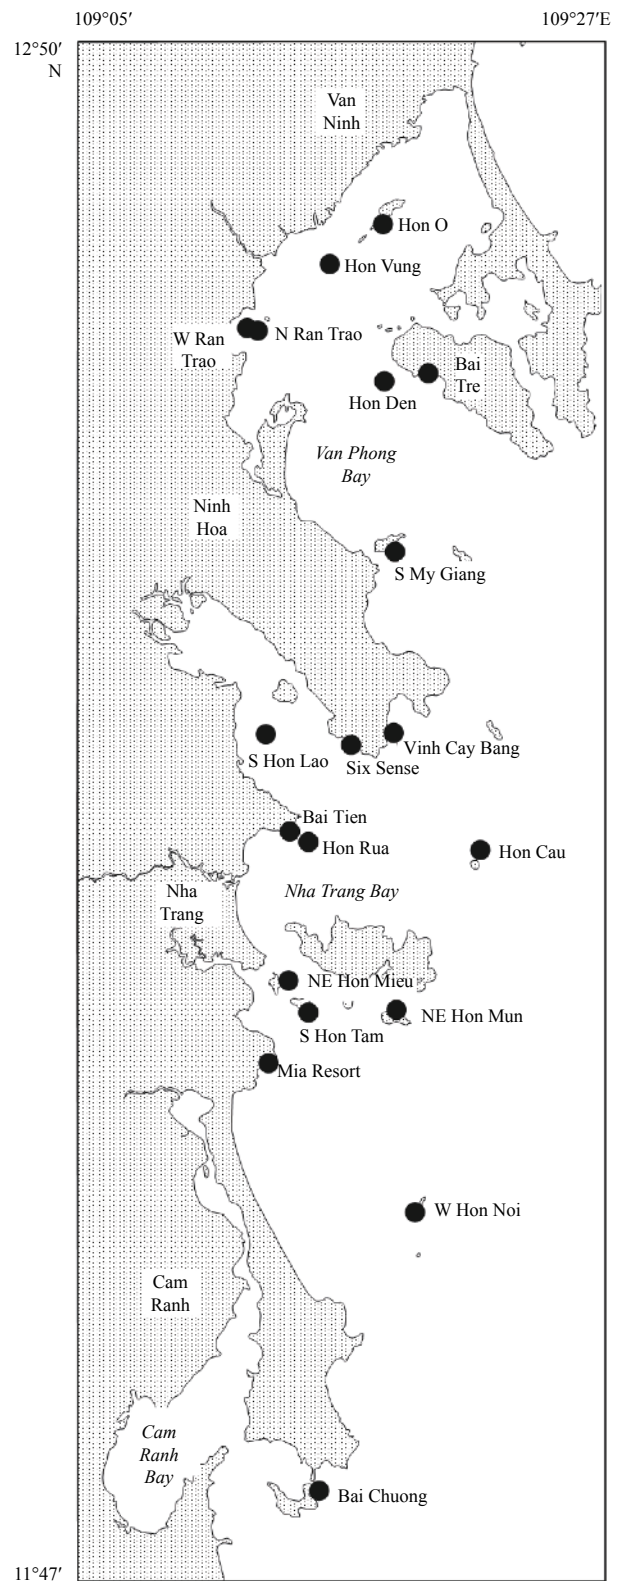 109°05′
109°27′E
12°50′
N
Van
Ninh
Hon O
Hon Vung
W Ran
Trao
N Ran Trao
Bai
Tre
Hon Den
Van Phong
Bay
Ninh
Hoa
S My Giang
Vinh Cay Bang
S Hon Lao
Six Sense
Bai Tien
Hon Rua
Hon Cau
Nha
Trang
Nha Trang Bay
NE Hon Mieu
NE Hon Mun
S Hon Tam
Mia Resort
W Hon Noi
Cam
Ranh
Cam
Ranh
Bay
Bai Chuong
11°47′